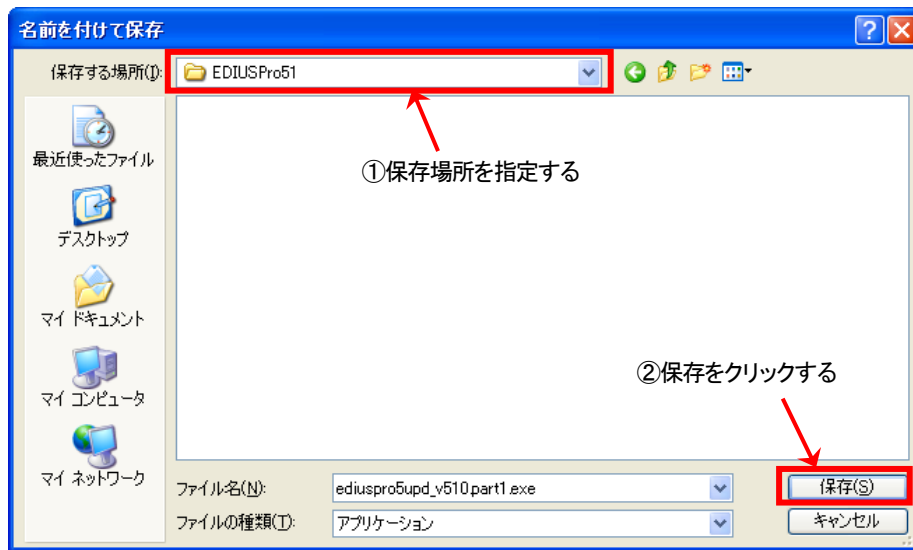 名前を付けて保存
保存する場所(I):
EDIUSPro51
①保存場所を指定する
最近使ったファイル
デスクトップ
マイ ドキュメント
マイ コンピュータ
マイ ネットワーク
②保存をクリックする
ファイル名(N):
ediuspro5upd_v510.part1.exe
保存(S)
ファイルの種類(T):
アプリケーション
キャンセル